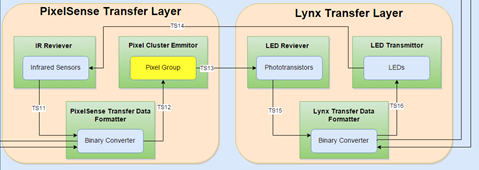 PixelSense Transfer Layer
Lynx Transfer Layer
TS14
IR Reviever
Pixel Cluster Emmitor
LED Reviever
LED Transmittor
Infrared Sensors
Pixel Group
TS13
Phototransistors
LEDs
TS11
TS12
TS15
TS16
PixelSense Transfer Data
Formatter
Lynx Transfer Data
Formatter
Binary Converter
Binary Converter